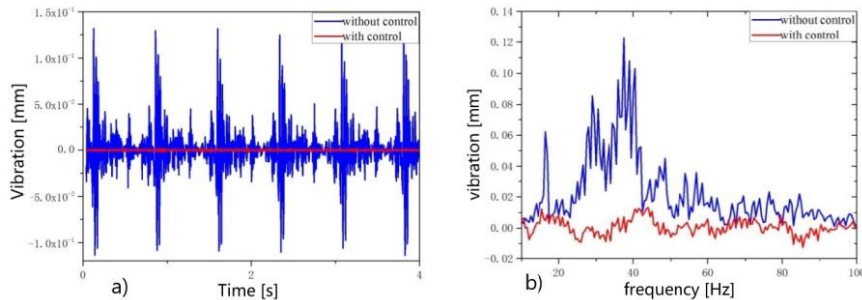 1.5x10⁻¹
1.0x10⁻¹
5.0x10⁻²
0.0
-5.0x10⁻²
-1.0x10⁻¹
Vibration [mm]
without control
with control
0
2
4
a)
Time [s]
0.14
0.12
0.10
0.08
0.06
0.04
0.02
0.00
-0.02
vibration [mm]
without control
with control
20
40
60
80
100
b)
frequency [Hz]